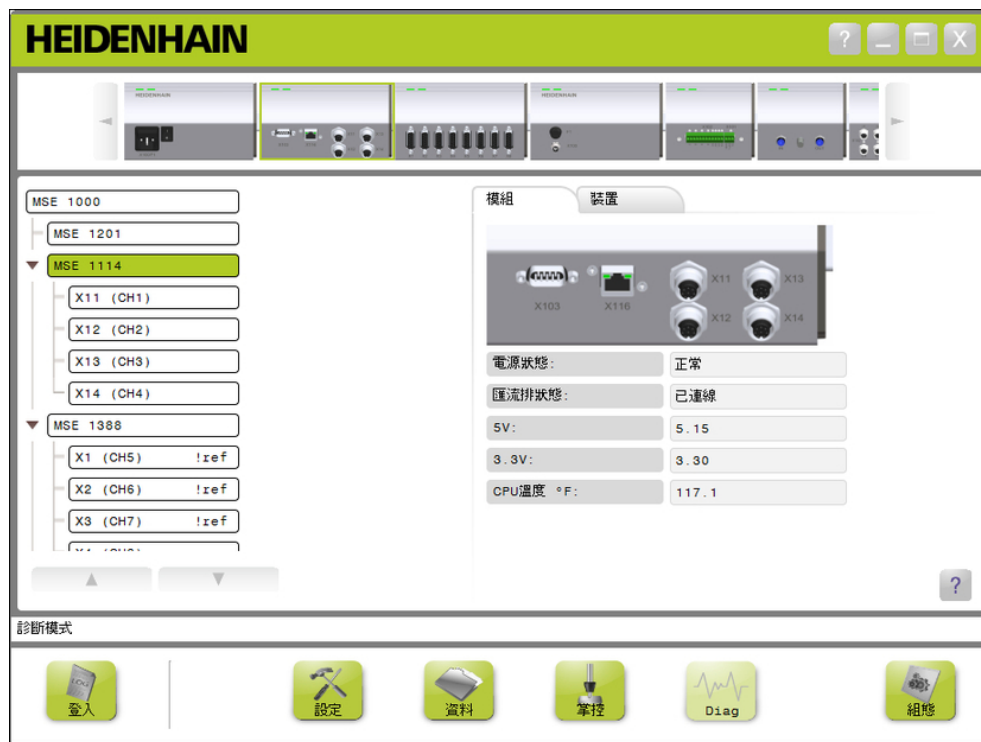 HEIDENHAIN
? X
HEIDENHAIN
HEIDENHAIN
MSE 1000
MSE 1201
MSE 1114
X11 (CH1)
X12 (CH2)
X13 (CH3)
X14 (CH4)
MSE 1388
X1 (CH5) !ref
X2 (CH6) !ref
X3 (CH7) !ref
模組 裝置
X103 X116 X11 X13
X12 X14
電源狀態: 正常
匯流排狀態: 已連線
5V: 5.15
3.3V: 3.30
CPU溫度 °F: 117.1
?
診斷模式
LOG
登入 設定 資料 掌控 Diag 組態